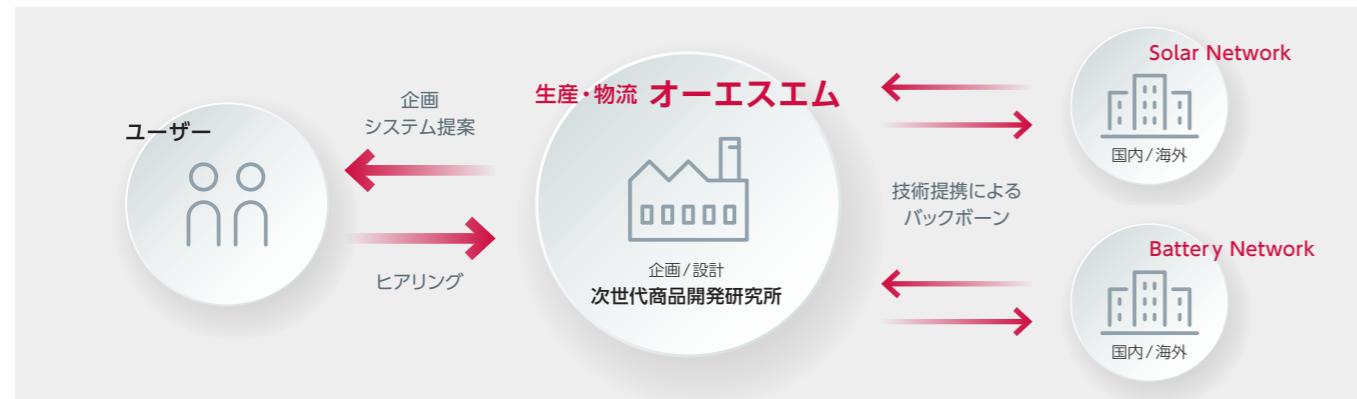 ユーザー
企画
システム提案
ヒアリング
生産・物流 オーエスエム
企画/設計
次世代商品開発研究所
技術提携による
バックボーン
Solar Network
国内/海外
Battery Network
国内/海外